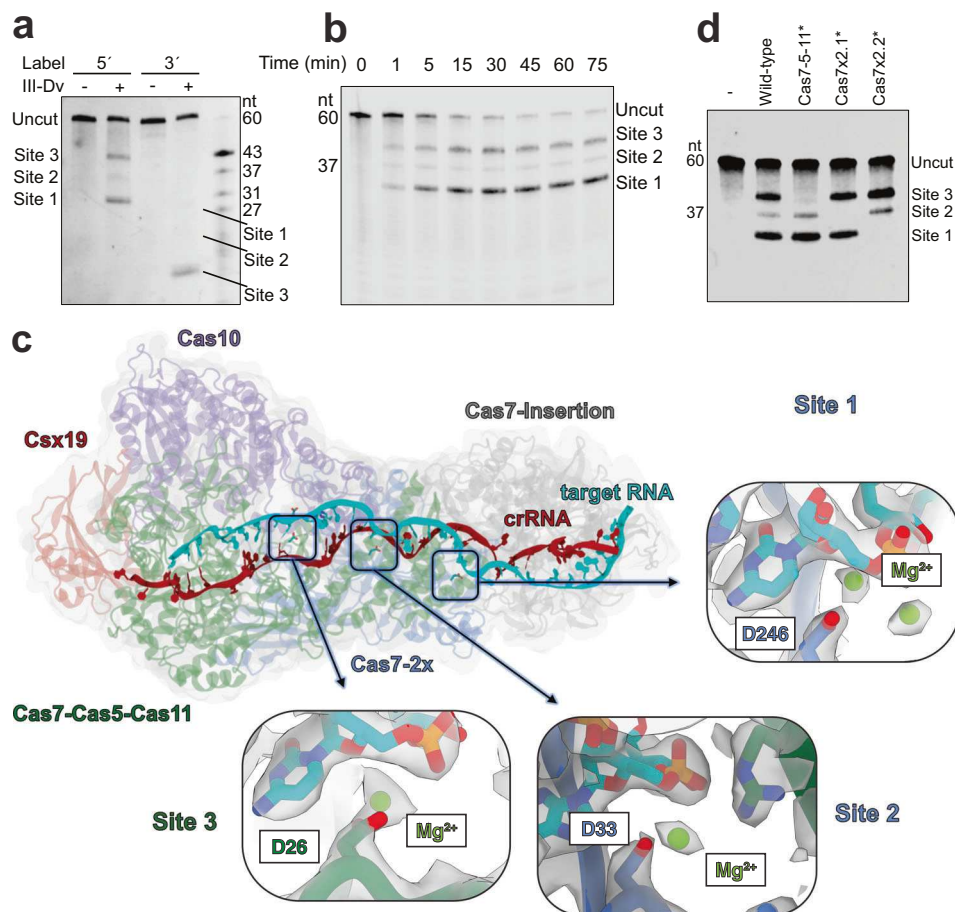 a
Label 5´ 3´
III-Dv - + - +
nt
Uncut 60
Site 3 43
Site 2 37
31
Site 1 27
Site 1
Site 2
Site 3
b
Time (min) 0 1 5 15 30 45 60 75
nt
60 Uncut
Site 3
37 Site 2
Site 1
d
- Wild-type Cas7-5-11* Cas7x2.1* Cas7x2.2*
nt
60 Uncut
Site 3
37 Site 2
Site 1
c
Cas10
Csx19
Cas7-Insertion
target RNA
crRNA
Cas7-2x
Cas7-Cas5-Cas11
Site 1
Mg²⁺
D246
Site 3
D26
Mg²⁺
Site 2
D33
Mg²⁺